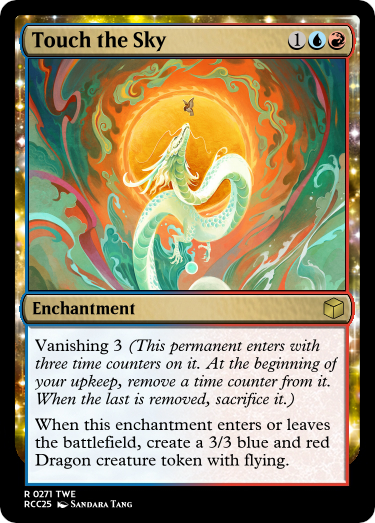 Touch the Sky 1
Enchantment
Vanishing 3 (This permanent enters with
three time counters on it. At the beginning of
your upkeep, remove a time counter from it.
When the last is removed, sacrifice it.)
When this enchantment enters or leaves
the battlefield, create a 3/3 blue and red
Dragon creature token with flying.
R 0271 TWE
RCC25 Sandara Tang